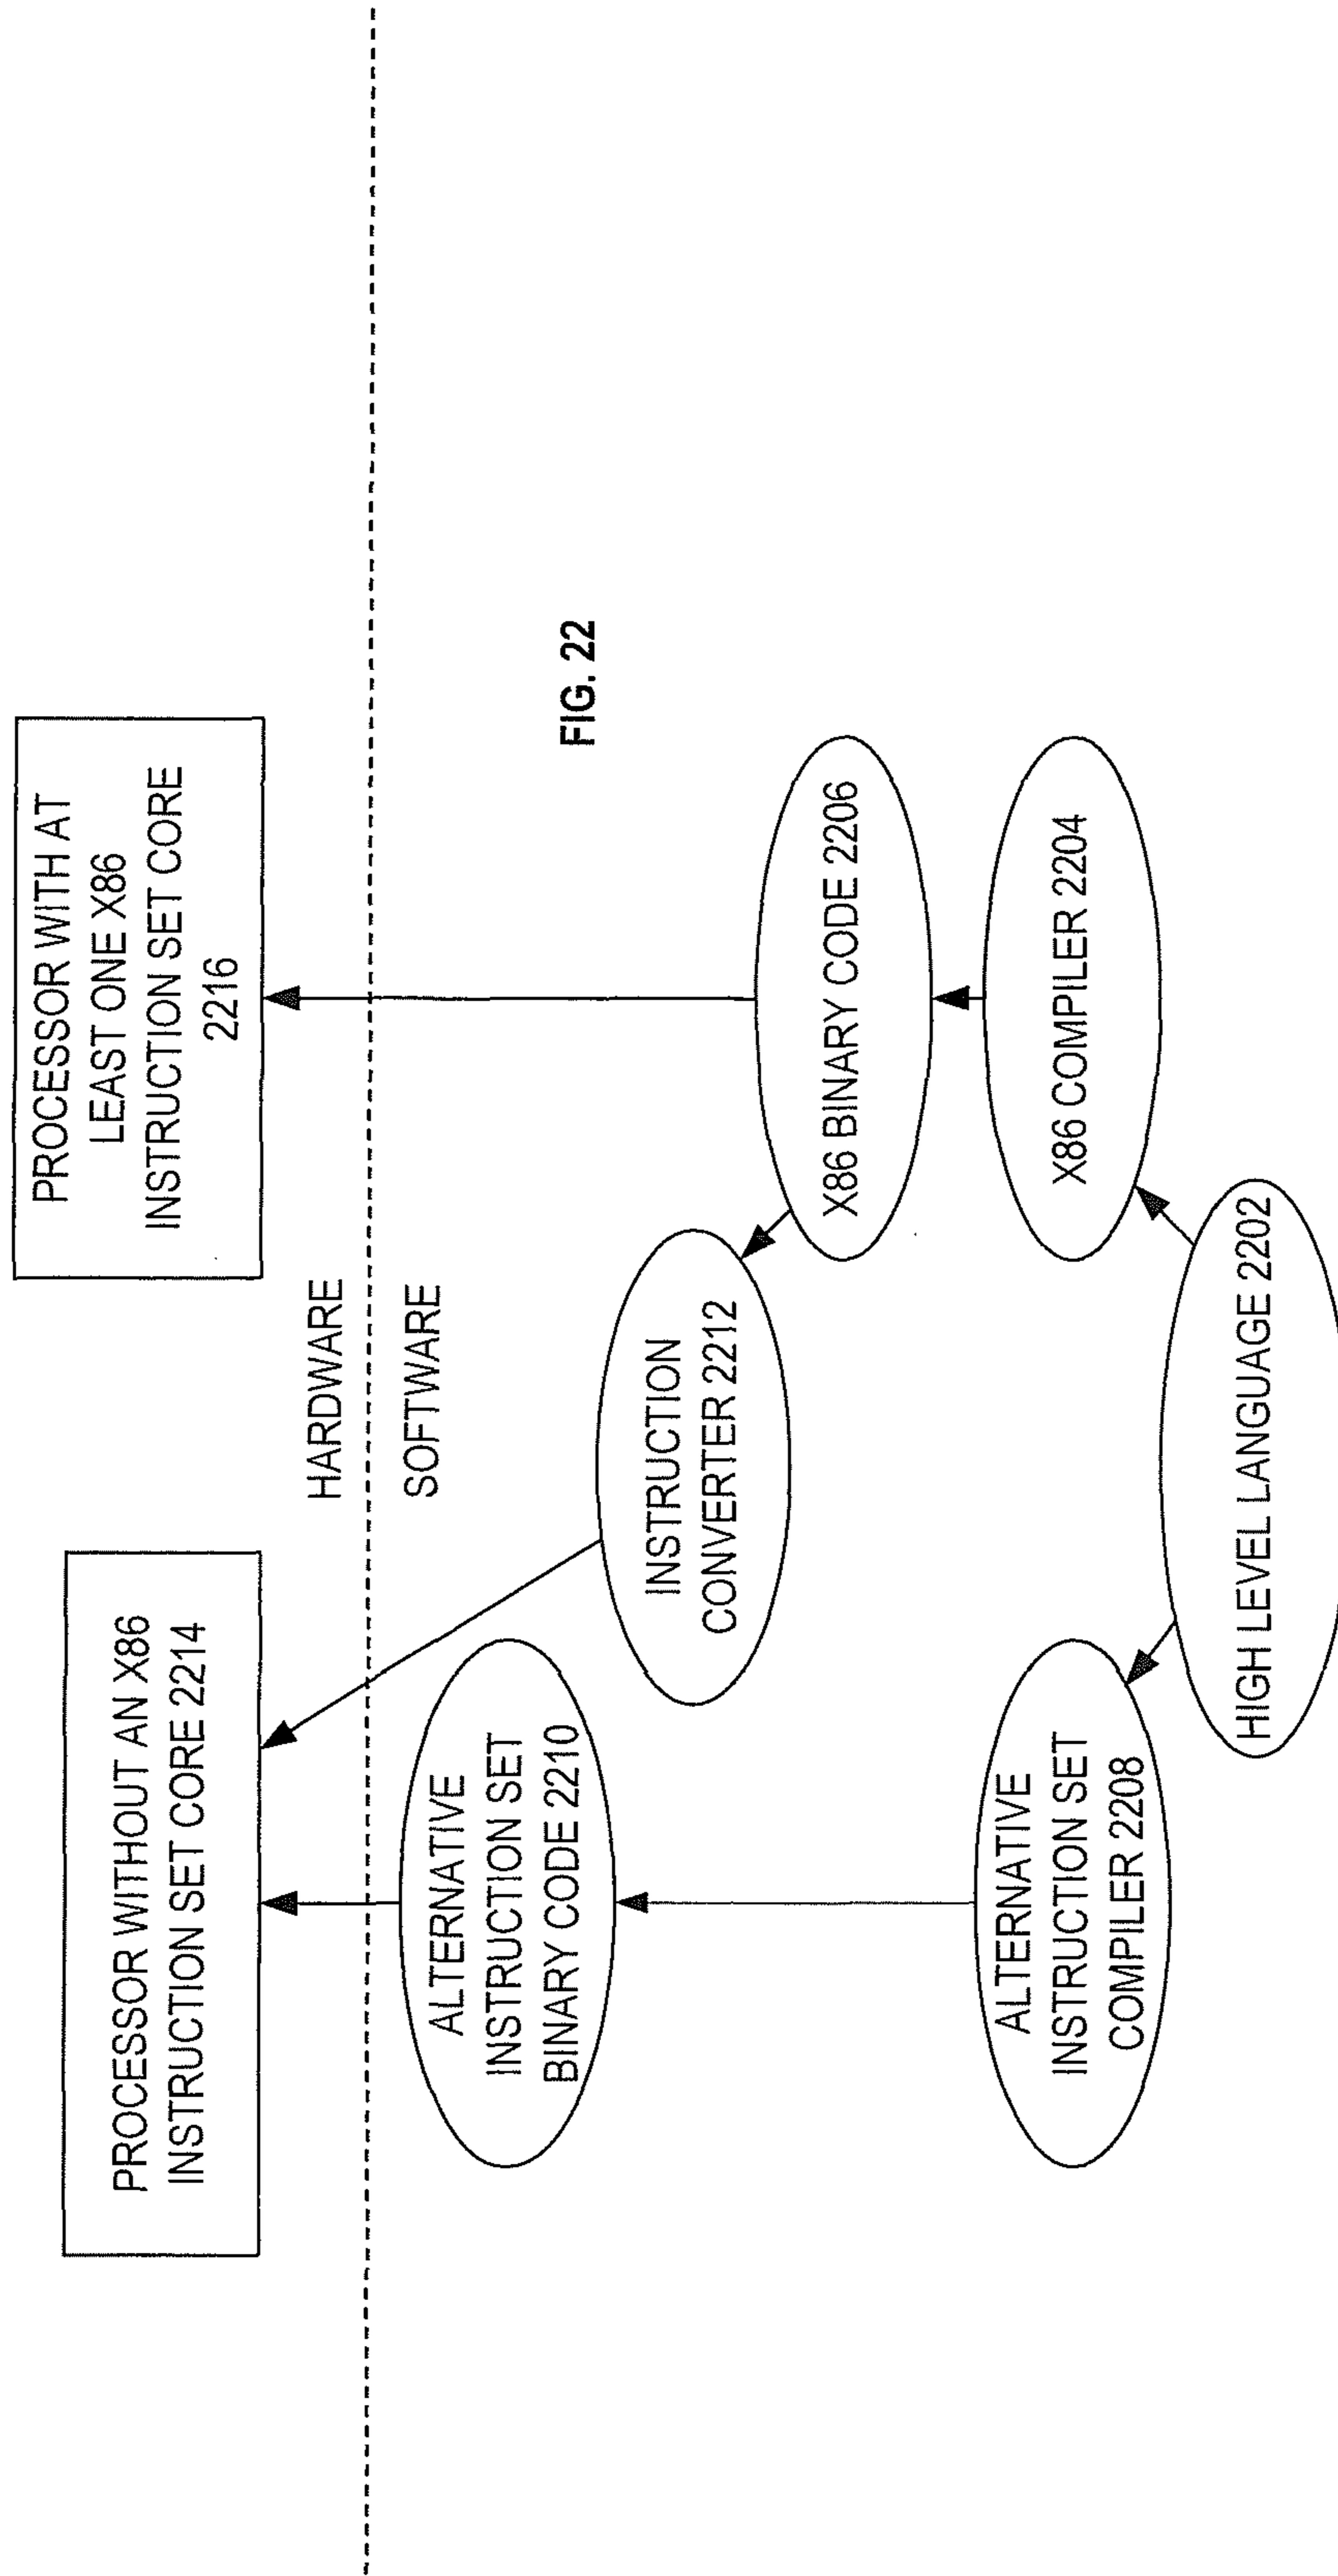 PROCESSOR WITHOUT AN X86
INSTRUCTION SET CORE 2214
PROCESSOR WITH AT
LEAST ONE X86
INSTRUCTION SET CORE
2216
HARDWARE
SOFTWARE
ALTERNATIVE
INSTRUCTION SET
BINARY CODE 2210
INSTRUCTION
CONVERTER 2212
FIG. 22
X86 BINARY CODE 2206
ALTERNATIVE
INSTRUCTION SET
COMPILER 2208
X86 COMPILER 2204
HIGH LEVEL LANGUAGE 2202